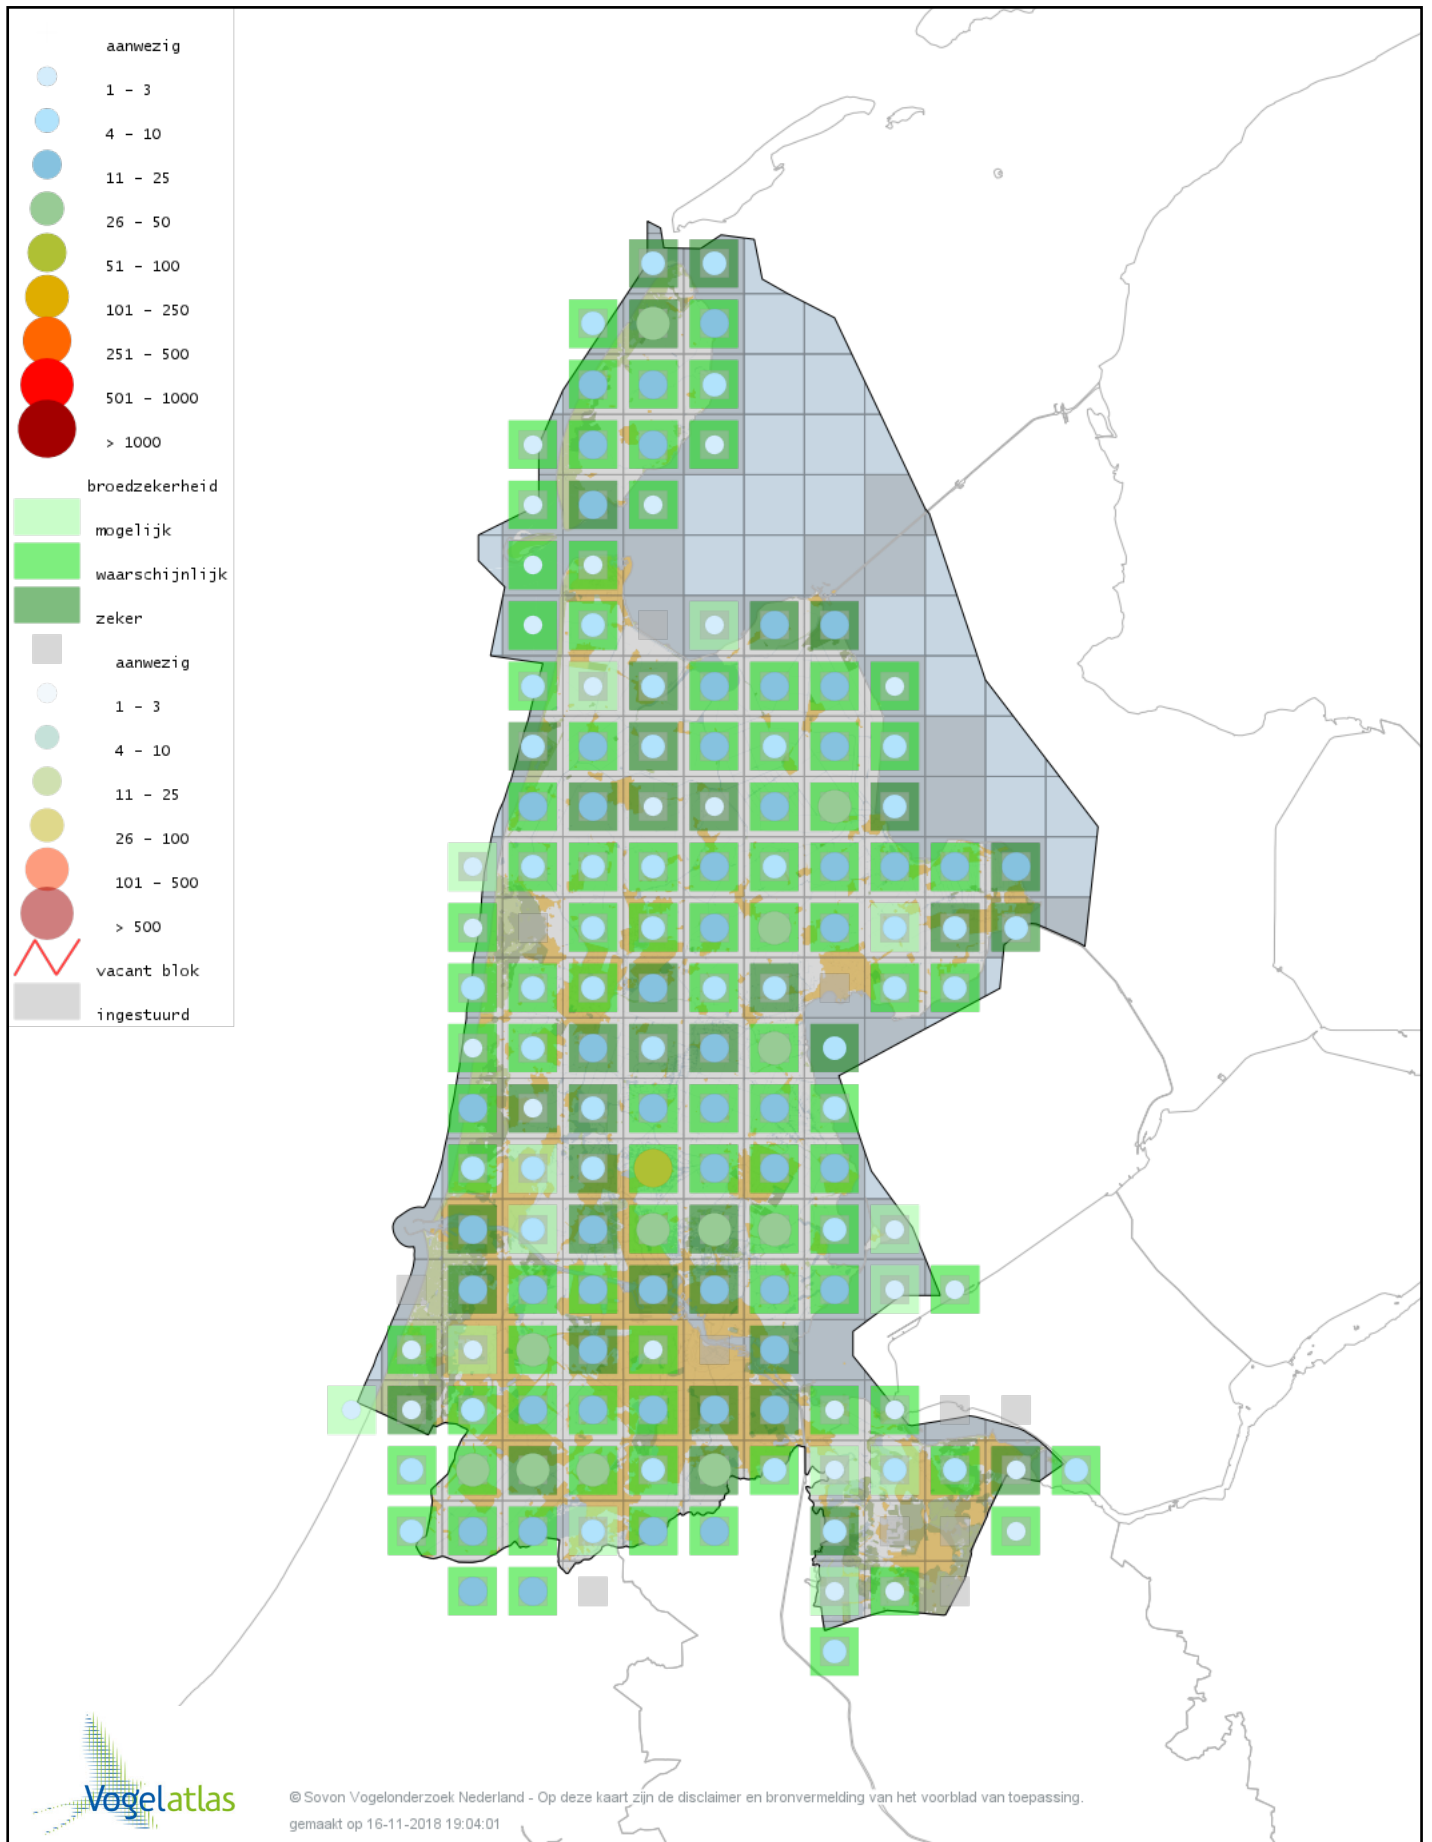 aanwezig
1 - 3
4 - 10
11 - 25
26 - 50
51 - 100
101 - 250
251 - 500
501 - 1000
> 1000
broedzekerheid
mogelijk
waarschijnlijk
zeker
aanwezig
1 - 3
4 - 10
11 - 25
26 - 100
101 - 500
> 500
vacant blok
ingestuurd
Vogelatlas
© Sovon Vogelonderzoek Nederland - Op deze kaart zijn de disclaimer en bronvermelding van het voorblad van toepassing.
gemaakt op 16-11-2018 19:04:01